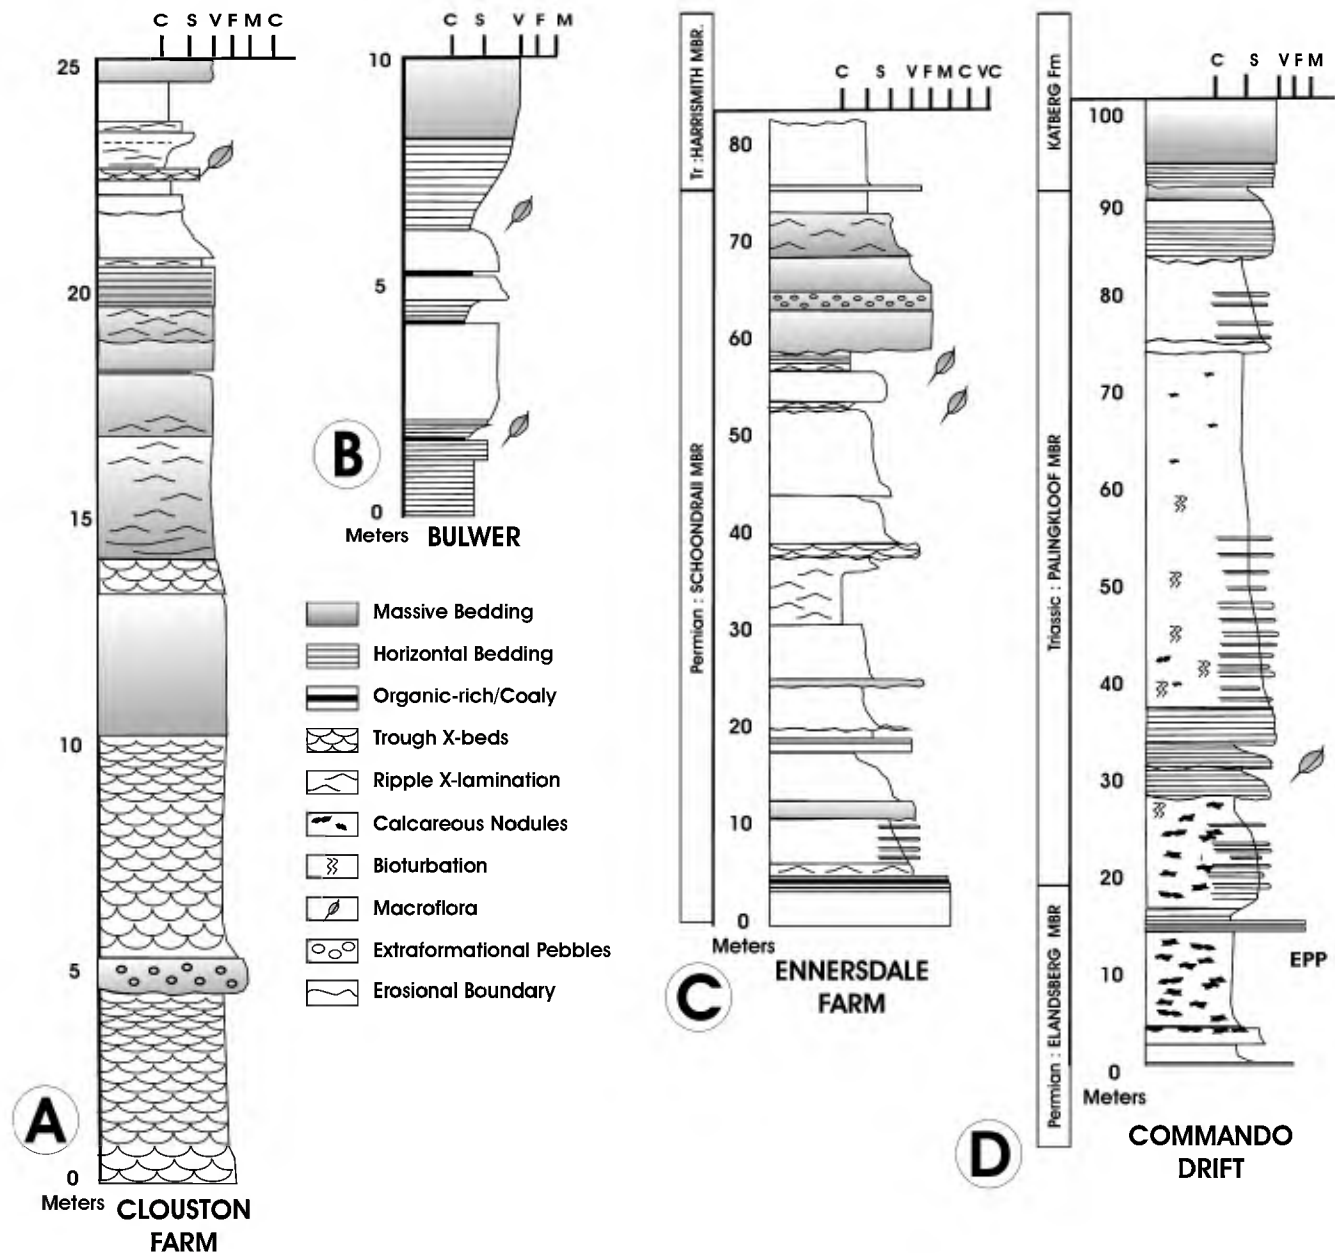 C S V F M C
25
20
15
10
5
0
Meters
A
CLOUSTON
FARM
C S V F M
10
5
0
Meters
B
BULWER
Massive Bedding
Horizontal Bedding
Organic-rich/Coaly
Trough X-beds
Ripple X-lamination
Calcareous Nodules
Bioturbation
Macroflora
Extraformational Pebbles
Erosional Boundary
Tr :HARRISMITH MBR.
Permian : SCHOONDRAII MBR
C S V F M C VC
80
70
60
50
40
30
20
10
0
Meters
C
ENNERSDALE
FARM
KATBERG Fm
Triassic : PALINGKLOOF MBR
Permian : ELANDSBERG MBR
C S V F M
100
90
80
70
60
50
40
30
20
10
0
Meters
EPP
D
COMMANDO
DRIFT